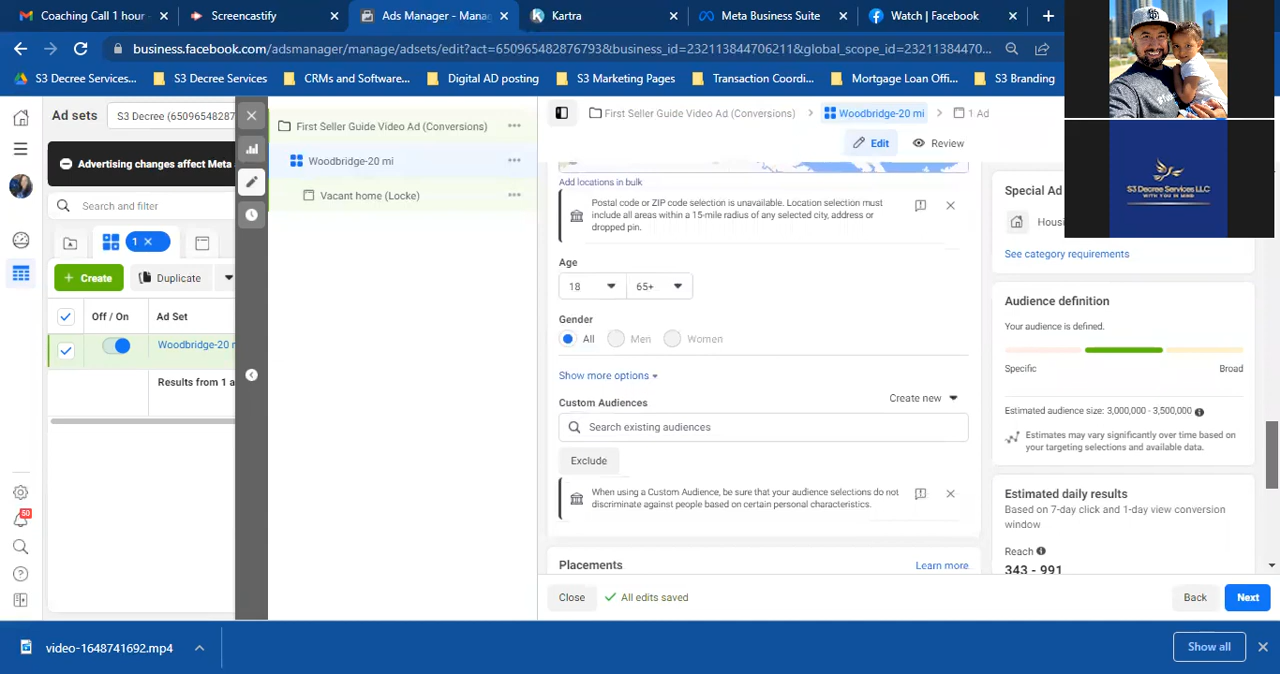 Coaching Call 1 hour -
Screencastify
Ads Manager - Mana
Kartra
Meta Business Suite
Watch | Facebook
business.facebook.com/adsmanager/manage/adsets/edit?act=650965482876793&business_id=232113844706211&global_scope_id=23211384470...
S3 Decree Services...
S3 Decree Services
CRMs and Software...
Digital AD posting
S3 Marketing Pages
Transaction Coordi...
Mortgage Loan Offi...
S3 Branding
Ad sets
S3 Decree (65096548287
First Seller Guide Video Ad (Conversions)
Woodbridge-20 mi
Vacant home (Locke)
Advertising changes affect Meta
Search and filter
1
Create
Duplicate
Off / On
Ad Set
Woodbridge-20 m
Results from 1 a
50
First Seller Guide Video Ad (Conversions)
Woodbridge-20 mi
1 Ad
Edit
Review
Add locations in bulk
Postal code or ZIP code selection is unavailable. Location selection must
include all areas within a 15-mile radius of any selected city, address or
dropped pin.
Age
18
65+
Gender
All
Men
Women
Show more options
Custom Audiences
Create new
Search existing audiences
Exclude
When using a Custom Audience, be sure that your audience selections do not
discriminate against people based on certain personal characteristics.
Placements
Learn more
Close
All edits saved
Back
Next
Special Ad
Housi
See category requirements
Audience definition
Your audience is defined.
Specific
Broad
Estimated audience size: 3,000,000 - 3,500,000
Estimates may vary significantly over time based on
your targeting selections and available data.
Estimated daily results
Based on 7-day click and 1-day view conversion
window
Reach
343 - 991
S3 DECREE SERVICES LLC
WITH YOU IN MIND
video-1648741692.mp4
Show all